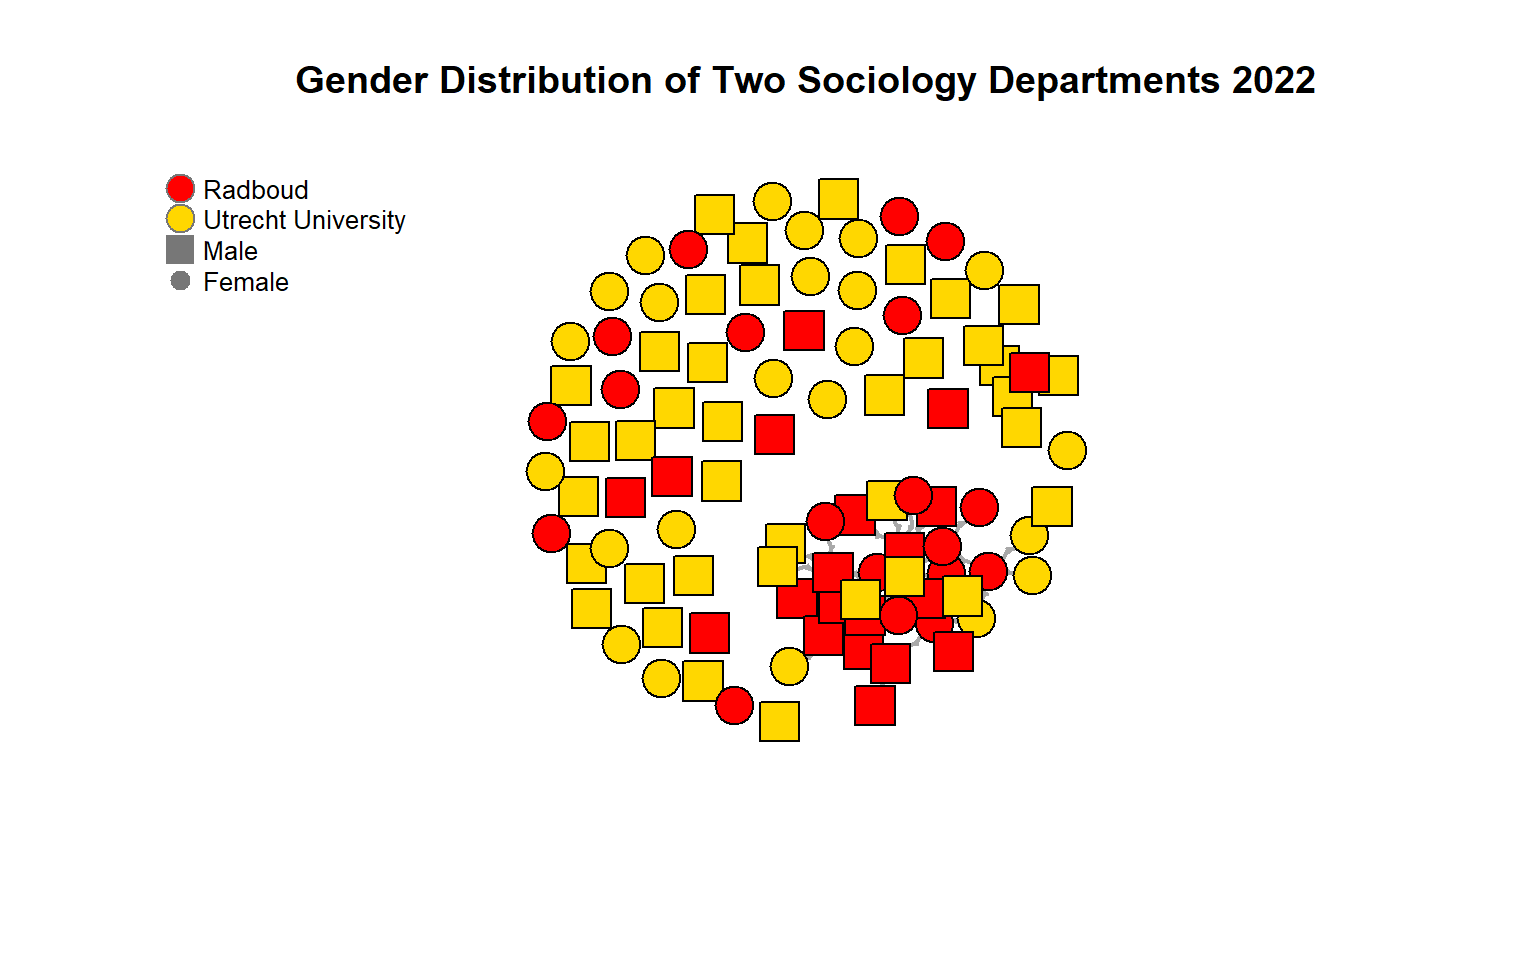 Gender Distribution of Two Sociology Departments 2022
Radboud
Utrecht University
Male
Female